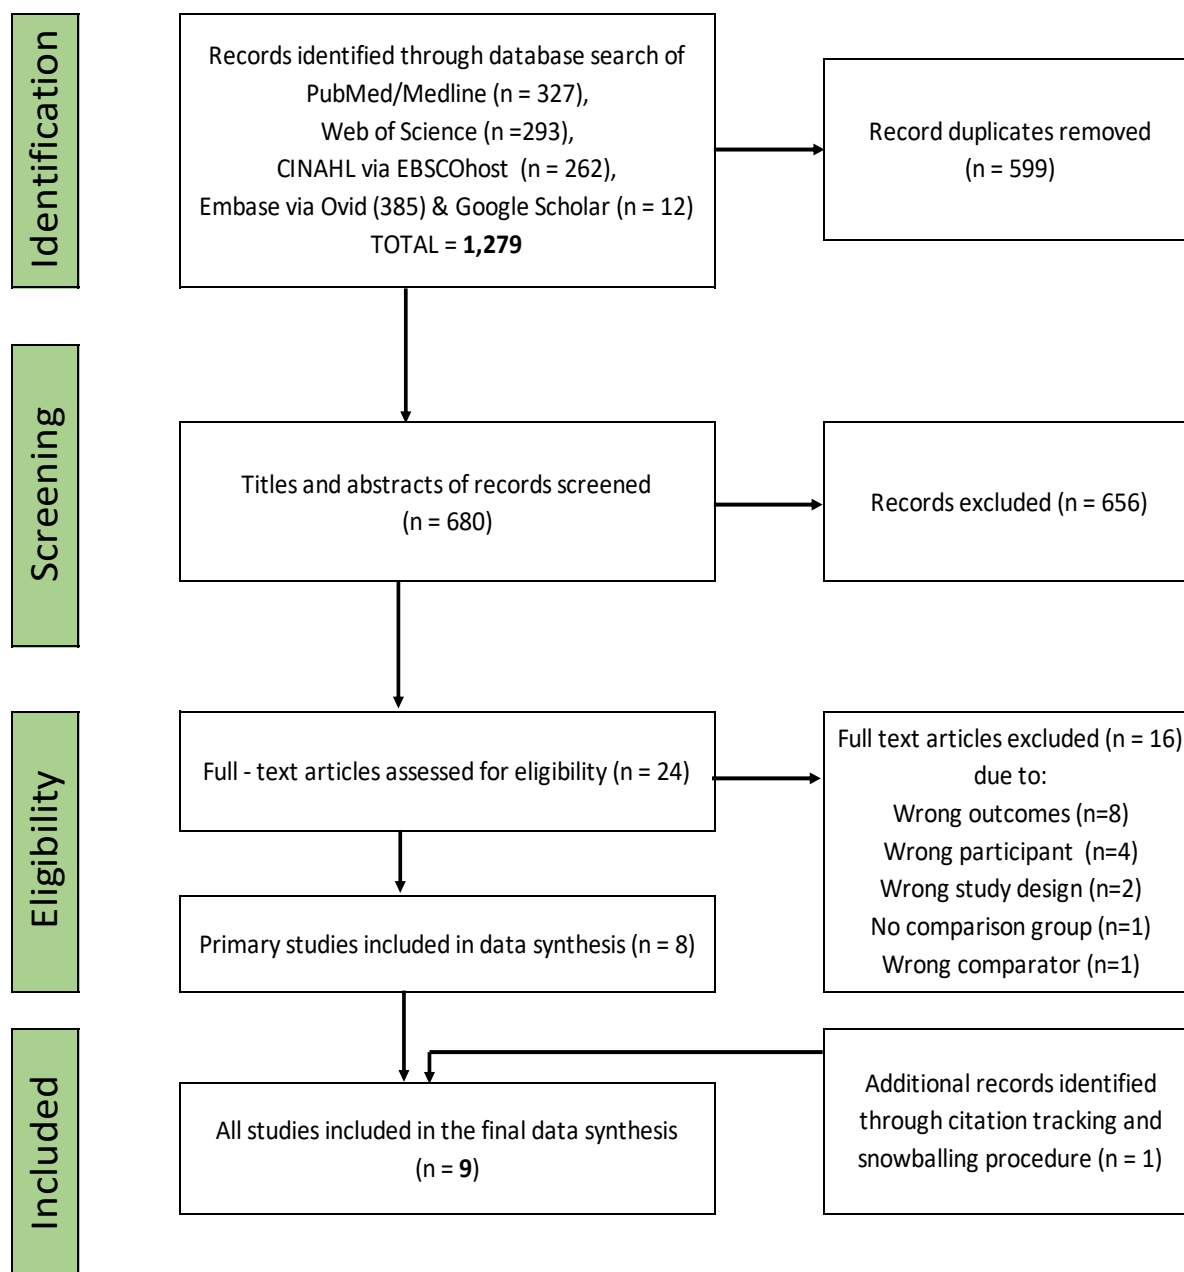 Identification
Records identified through database search of
PubMed/Medline (n = 327),
Web of Science (n =293),
CINAHL via EBSCOhost (n = 262),
Embase via Ovid (385) & Google Scholar (n = 12)
TOTAL = 1,279
Record duplicates removed
(n = 599)
Screening
Titles and abstracts of records screened
(n = 680)
Records excluded (n = 656)
Eligibility
Full - text articles assessed for eligibility (n = 24)
Full text articles excluded (n = 16)
due to:
Wrong outcomes (n=8)
Wrong participant (n=4)
Wrong study design (n=2)
No comparison group (n=1)
Wrong comparator (n=1)
Primary studies included in data synthesis (n = 8)
Included
All studies included in the final data synthesis
(n = 9)
Additional records identified
through citation tracking and
snowballing procedure (n = 1)